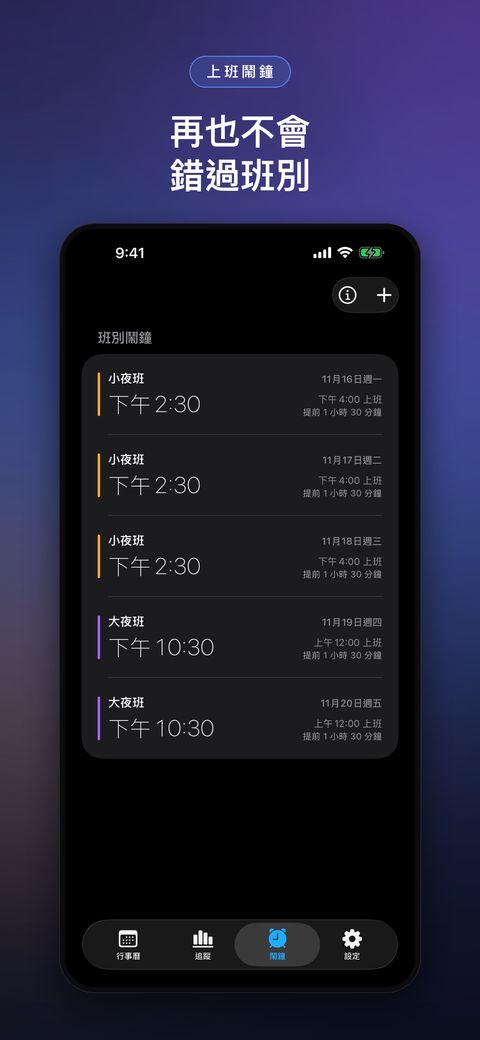 上班鬧鐘
再也不會
錯過班別
9:41
班別鬧鐘
小夜班
11月16日週一
下午 2:30
下午 4:00 上班
提前 1 小時 30 分鐘
小夜班
11月17日週二
下午 2:30
下午 4:00 上班
提前 1 小時 30 分鐘
小夜班
11月18日週三
下午 2:30
下午 4:00 上班
提前 1 小時 30 分鐘
大夜班
11月19日週四
下午 10:30
上午 12:00 上班
提前 1 小時 30 分鐘
大夜班
11月20日週五
下午 10:30
上午 12:00 上班
提前 1 小時 30 分鐘
行事曆
追蹤
鬧鐘
設定